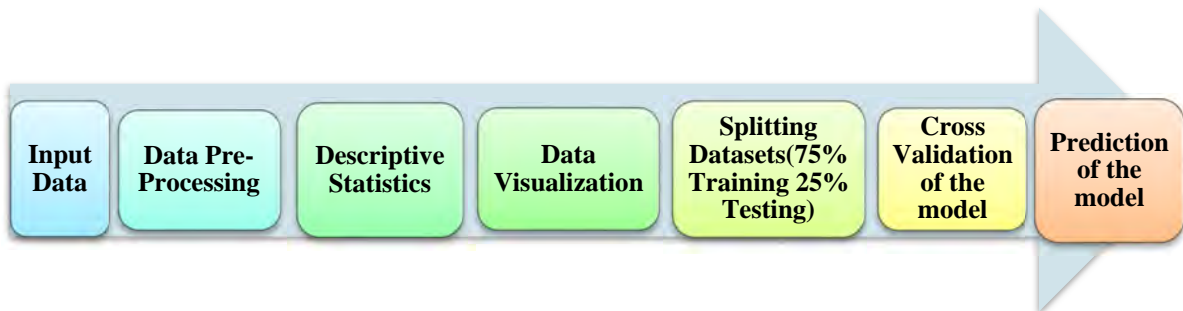 Input
Data
Data Pre-
Processing
Descriptive
Statistics
Data
Visualization
Splitting
Datasets(75%
Training 25%
Testing)
Cross
Validation
of the
model
Prediction
of the
model